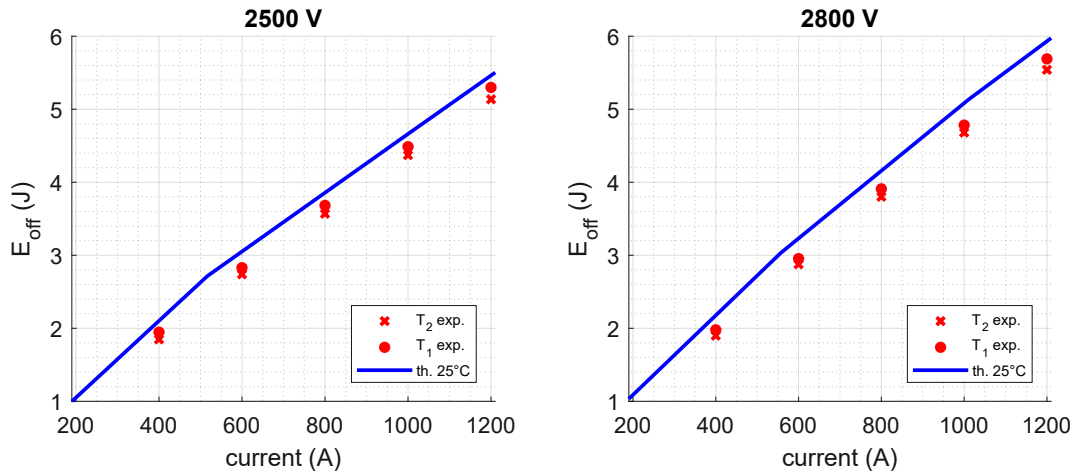 2500 V
6
5
4
3
2
1
E_off (J)
200 400 600 800 1000 1200
current (A)
T_2 exp.
T_1 exp.
th. 25°C
2800 V
6
5
4
3
2
1
E_off (J)
200 400 600 800 1000 1200
current (A)
T_2 exp.
T_1 exp.
th. 25°C